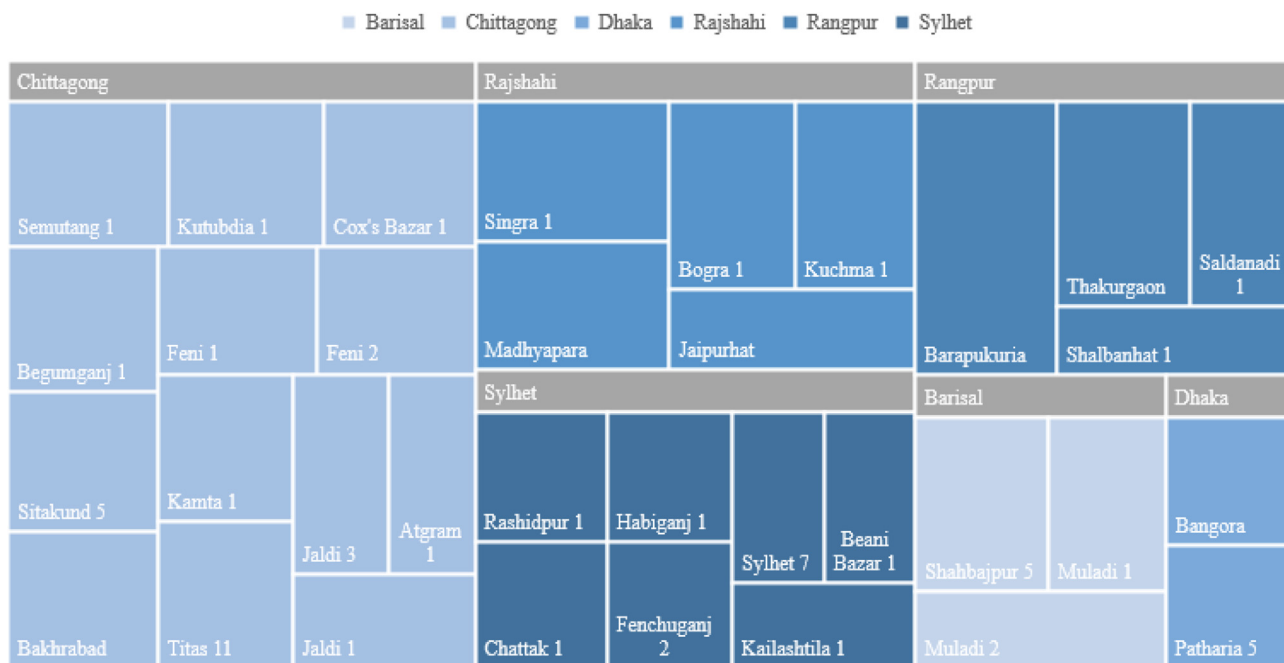 Barisal Chittagong Dhaka Rajshahi Rangpur Sylhet
Chittagong
Semutang 1
Kutubdia 1
Cox's Bazar 1
Begumganj 1
Feni 1
Feni 2
Sitakund 5
Kamta 1
Jaldi 3
Atgram
1
Bakhrabad
Titas 11
Jaldi 1
Rajshahi
Singra 1
Bogra 1
Kuchma 1
Madhyapara
Jaipurhat
Sylhet
Rashidpur 1
Habiganj 1
Sylhet 7
Beani
Bazar 1
Chattak 1
Fenchuganj
2
Kailashtila 1
Rangpur
Barapukuria
Thakurgaon
Saldanadi
1
Shalbanhat 1
Barisal
Shahbajpur 5
Muladi 1
Muladi 2
Dhaka
Bangora
Patharia 5